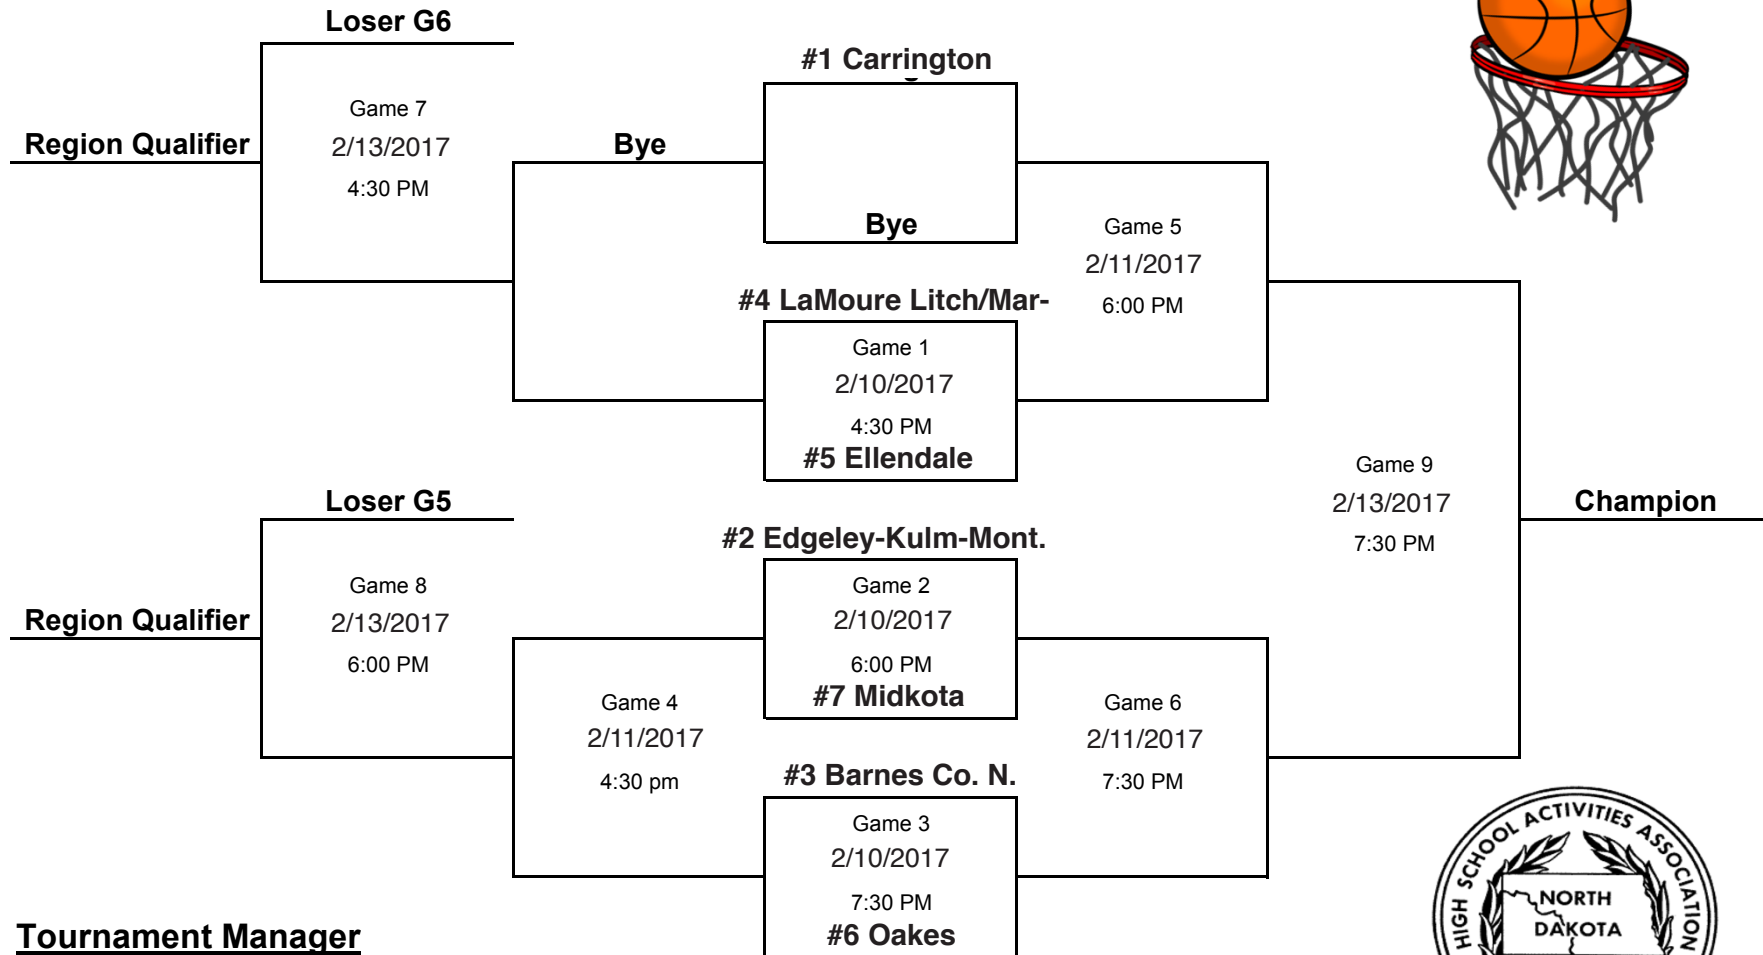 Loser G6
#1 Carrington
Game 7
Region Qualifier
2/13/2017
4:30 PM
Bye
Bye
Game 5
2/11/2017
6:00 PM
#4 LaMoure Litch/Mar-
Game 1
2/10/2017
4:30 PM
#5 Ellendale
Game 9
2/13/2017
7:30 PM
Champion
Loser G5
#2 Edgeley-Kulm-Mont.
Game 8
Region Qualifier
2/13/2017
6:00 PM
Game 2
2/10/2017
6:00 PM
#7 Midkota
Game 4
2/11/2017
4:30 pm
Game 6
2/11/2017
7:30 PM
#3 Barnes Co. N.
Game 3
2/10/2017
7:30 PM
#6 Oakes
Tournament Manager
HIGH SCHOOL ACTIVITIES ASSOCIATION
NORTH
DAKOTA